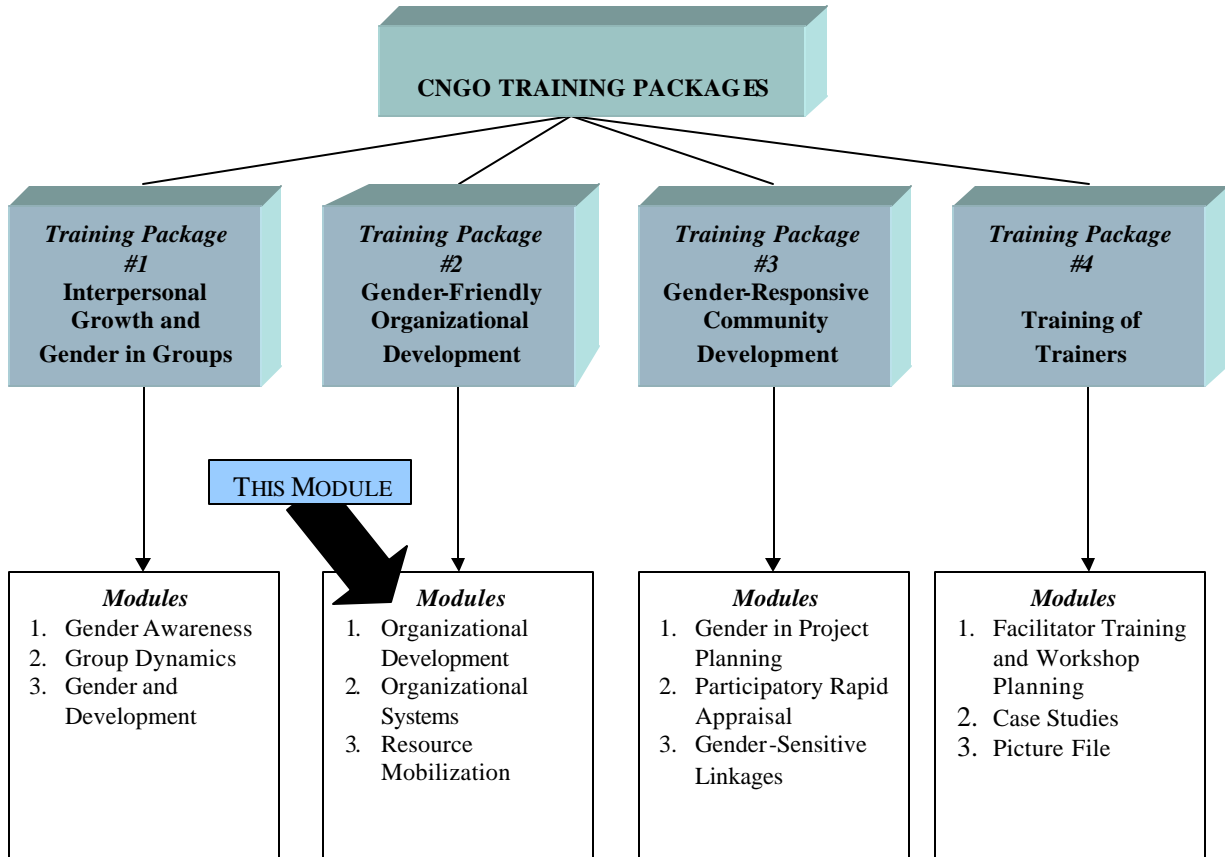 CNGO TRAINING PACKAGES
Training Package
#1
Interpersonal
Growth and
Gender in Groups
Training Package
#2
Gender-Friendly
Organizational
Development
Training Package
#3
Gender-Responsive
Community
Development
Training Package
#4
Training of
Trainers
THIS MODULE
Modules
1. Gender Awareness
2. Group Dynamics
3. Gender and
Development
Modules
1. Organizational
Development
2. Organizational
Systems
3. Resource
Mobilization
Modules
1. Gender in Project
Planning
2. Participatory Rapid
Appraisal
3. Gender-Sensitive
Linkages
Modules
1. Facilitator Training
and Workshop
Planning
2. Case Studies
3. Picture File